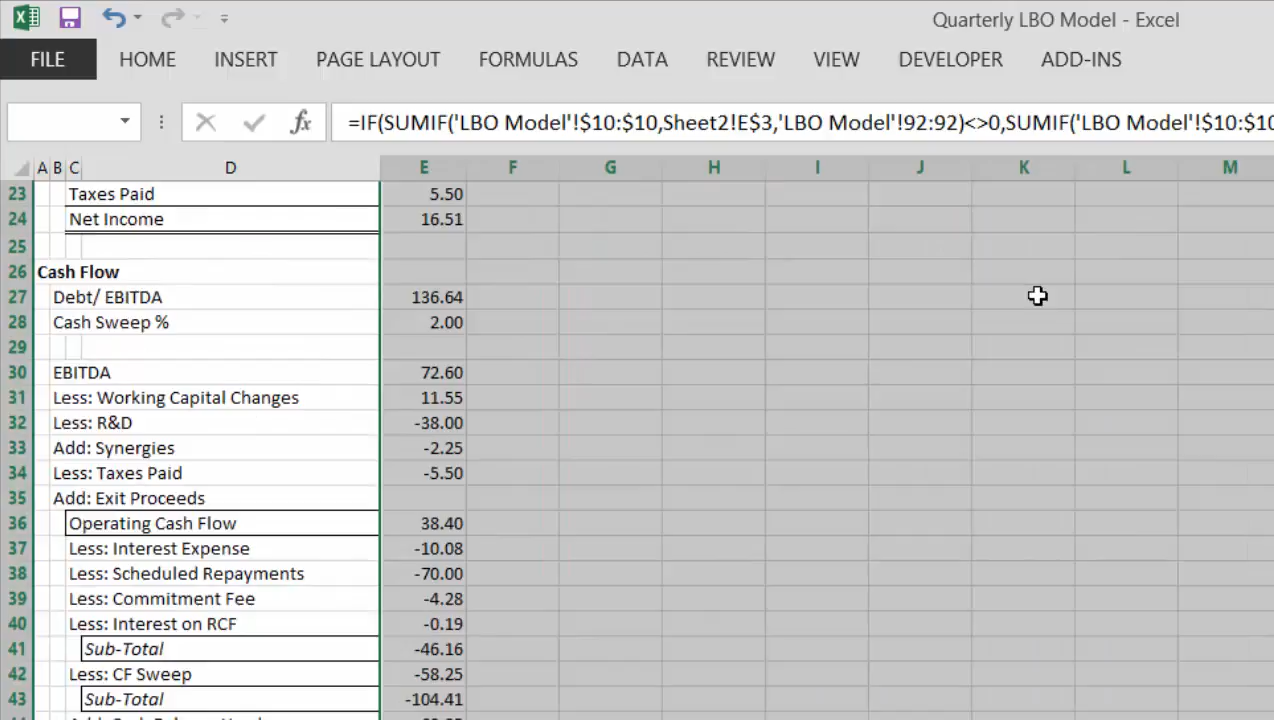 Quarterly LBO Model - Excel
FILE HOME INSERT PAGE LAYOUT FORMULAS DATA REVIEW VIEW DEVELOPER ADD-INS
fx =IF(SUMIF('LBO Model'!$10:$10,Sheet2!E$3,'LBO Model'!92:92)<>0,SUMIF('LBO Model'!$10:$10
A B C D E F G H I J K L M
23 Taxes Paid 5.50
24 Net Income 16.51
25
26 Cash Flow
27 Debt/ EBITDA 136.64
28 Cash Sweep % 2.00
29
30 EBITDA 72.60
31 Less: Working Capital Changes 11.55
32 Less: R&D -38.00
33 Add: Synergies -2.25
34 Less: Taxes Paid -5.50
35 Add: Exit Proceeds
36 Operating Cash Flow 38.40
37 Less: Interest Expense -10.08
38 Less: Scheduled Repayments -70.00
39 Less: Commitment Fee -4.28
40 Less: Interest on RCF -0.19
41 Sub-Total -46.16
42 Less: CF Sweep -58.25
43 Sub-Total -104.41